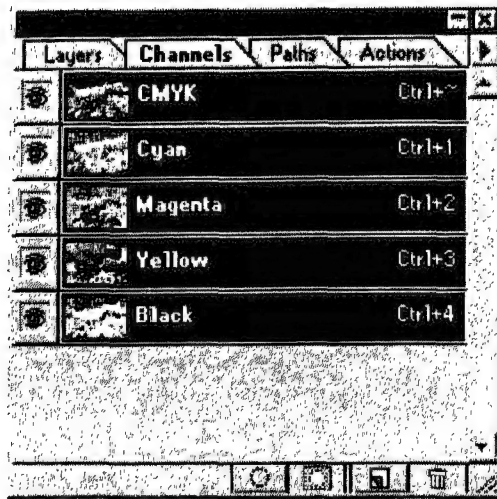 Layers Channels Paths Actions
CMYK Ctrl+~
Cyan Ctrl+1
Magenta Ctrl+2
Yellow Ctrl+3
Black Ctrl+4